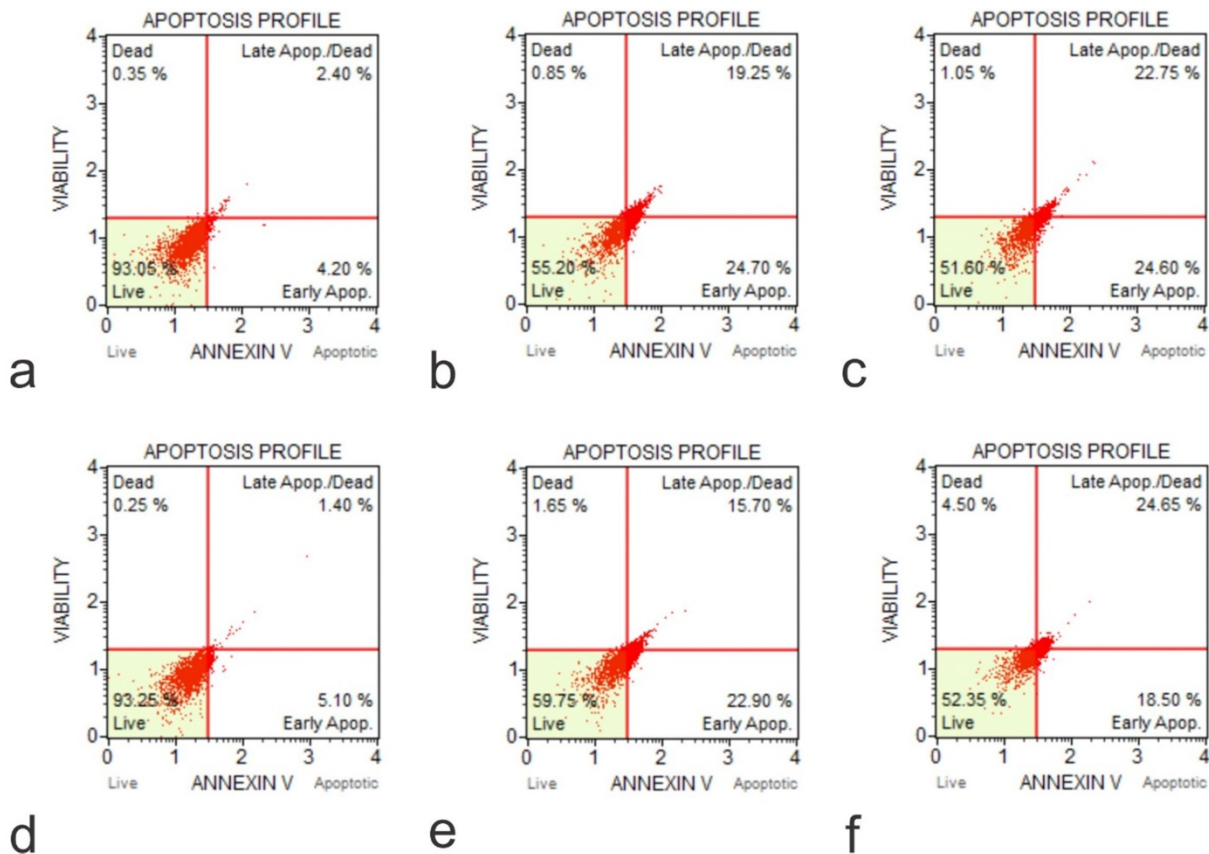 APOPTOSIS PROFILE
4
3
2
1
0
VIABILITY
Dead
0.35 %
Late Apop./Dead
2.40 %
93.05 %
Live
4.20 %
Early Apop.
0 1 2 3 4
Live ANNEXIN V Apoptotic
a
APOPTOSIS PROFILE
4
3
2
1
0
VIABILITY
Dead
0.85 %
Late Apop./Dead
19.25 %
55.20 %
Live
24.70 %
Early Apop.
0 1 2 3 4
Live ANNEXIN V Apoptotic
b
APOPTOSIS PROFILE
4
3
2
1
0
VIABILITY
Dead
1.05 %
Late Apop./Dead
22.75 %
51.60 %
Live
24.60 %
Early Apop.
0 1 2 3 4
Live ANNEXIN V Apoptotic
c
APOPTOSIS PROFILE
4
3
2
1
0
VIABILITY
Dead
0.25 %
Late Apop./Dead
1.40 %
93.25 %
Live
5.10 %
Early Apop.
0 1 2 3 4
Live ANNEXIN V Apoptotic
d
APOPTOSIS PROFILE
4
3
2
1
0
VIABILITY
Dead
1.65 %
Late Apop./Dead
15.70 %
59.75 %
Live
22.90 %
Early Apop.
0 1 2 3 4
Live ANNEXIN V Apoptotic
e
APOPTOSIS PROFILE
4
3
2
1
0
VIABILITY
Dead
4.50 %
Late Apop./Dead
24.65 %
52.35 %
Live
18.50 %
Early Apop.
0 1 2 3 4
Live ANNEXIN V Apoptotic
f